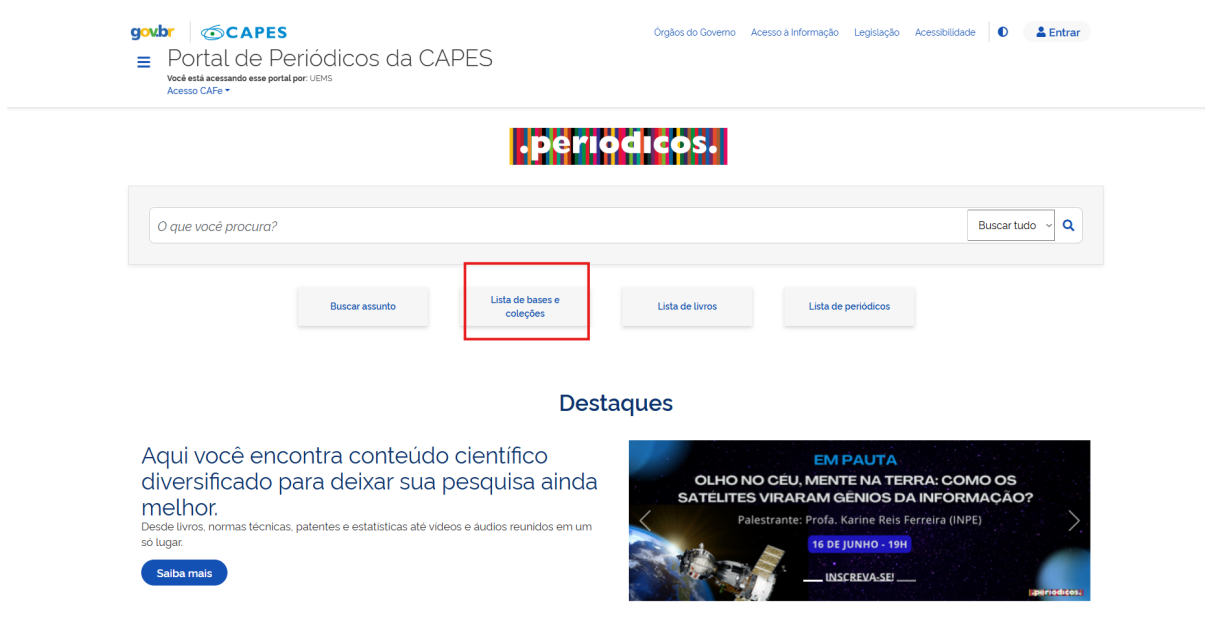 gov.br
CAPES
Órgãos do Governo Acesso à Informação Legislação Acessibilidade Entrar
Portal de Periódicos da CAPES
Você está acessando esse portal por: UEMS
Acesso CAFe
.periodicos.
O que você procura?
Buscar tudo
Buscar assunto
Lista de bases e
coleções
Lista de livros
Lista de periódicos
Destaques
Aqui você encontra conteúdo científico
diversificado para deixar sua pesquisa ainda
melhor.
Desde livros, normas técnicas, patentes e estatísticas até vídeos e áudios reunidos em um
só lugar.
Saiba mais
EM PAUTA
OLHO NO CÉU, MENTE NA TERRA: COMO OS
SATÉLITES VIRARAM GÊNIOS DA INFORMAÇÃO?
Palestrante: Profa. Karine Reis Ferreira (INPE)
16 DE JUNHO - 19H
INSCREVA-SE!
.periodicos.